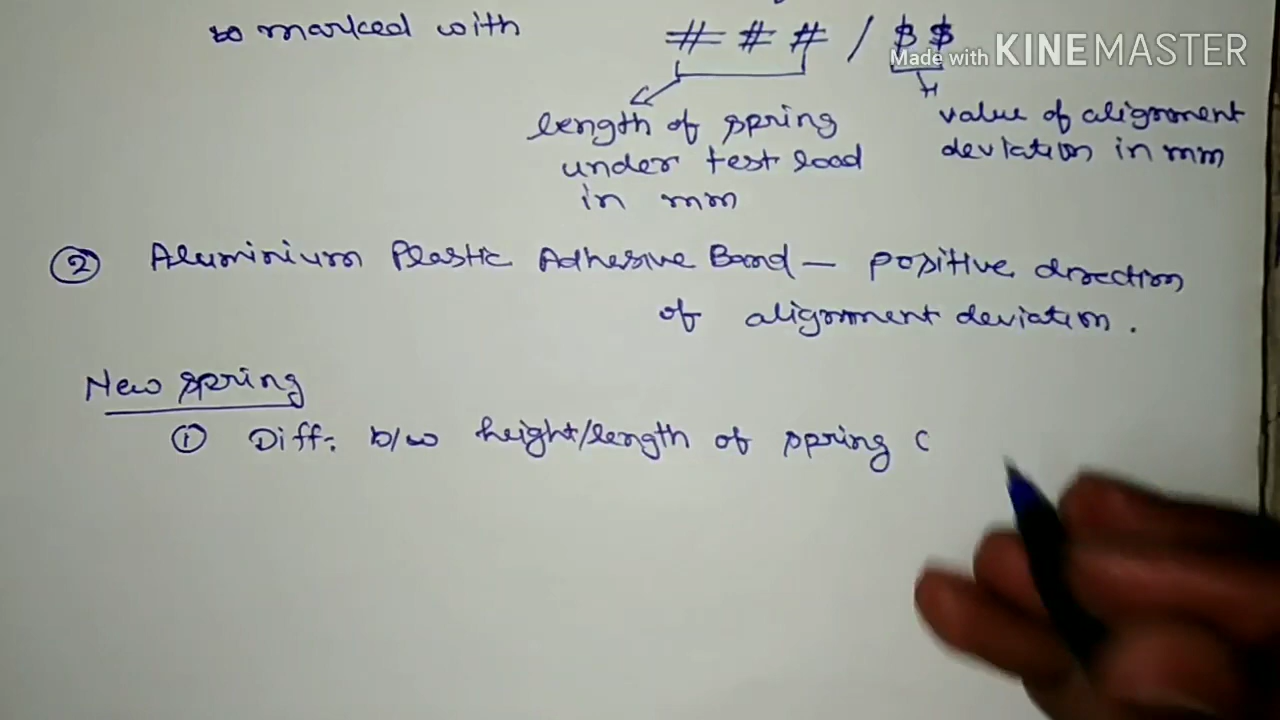 so marked with
### / $$
Made with KINEMASTER
length of spring
under test load
in mm
value of alignment
deviation in mm
② Aluminium Plastic Adhesive Band – positive direction
of alignment deviation.
New spring
① Diff: b/w height/length of spring (